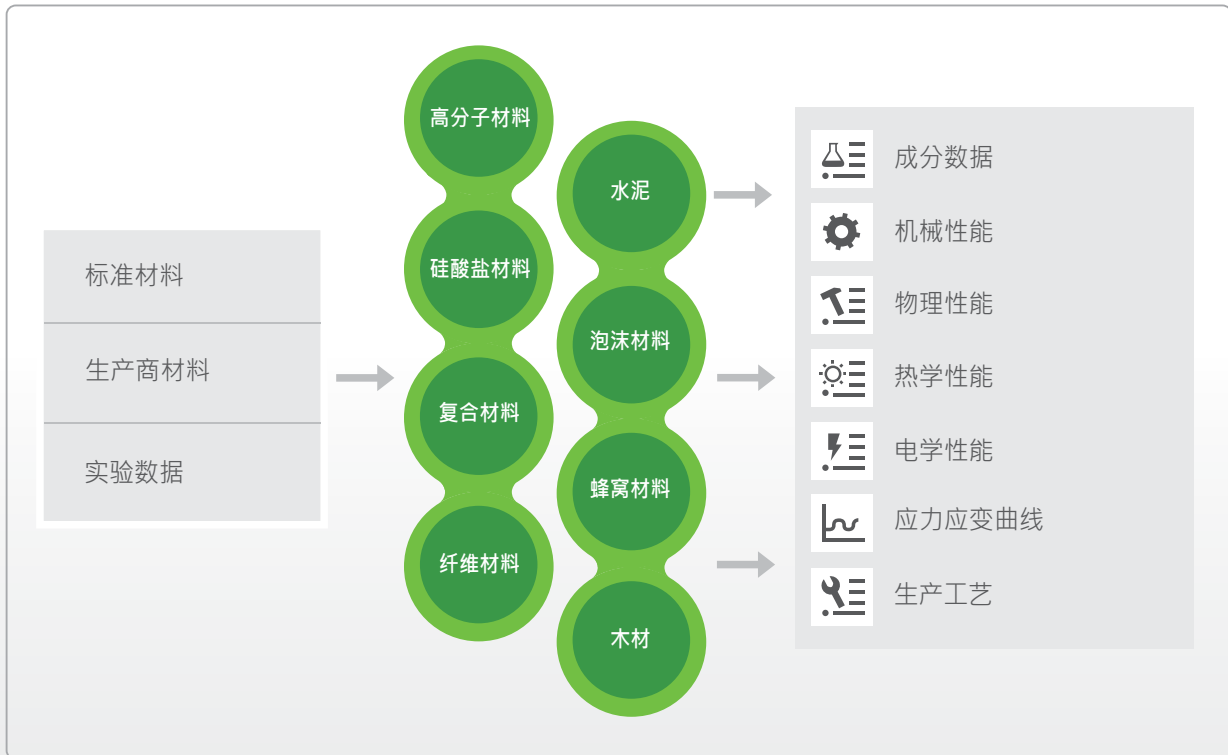 标准材料
生产商材料
实验数据
高分子材料
硅酸盐材料
复合材料
纤维材料
水泥
泡沫材料
蜂窝材料
木材
成分数据
机械性能
物理性能
热学性能
电学性能
应力应变曲线
生产工艺